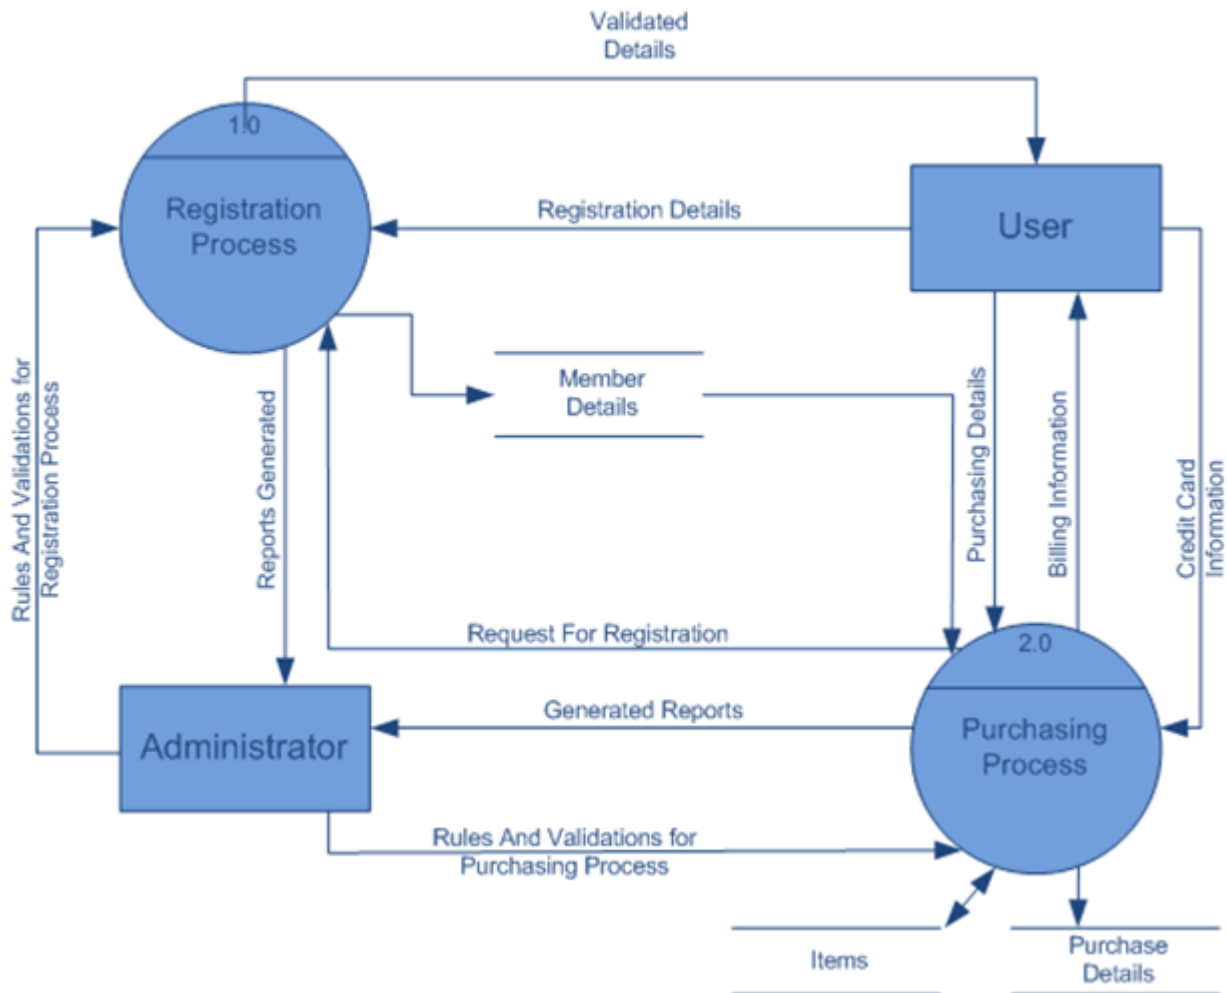 Validated
Details
1.0
Registration
Process
Registration Details
User
Member
Details
Rules And Validations for
Registration Process
Reports Generated
Purchasing Details
Billing Information
Credit Card
Information
Request For Registration
2.0
Generated Reports
Administrator
Purchasing
Process
Rules And Validations for
Purchasing Process
Items
Purchase
Details